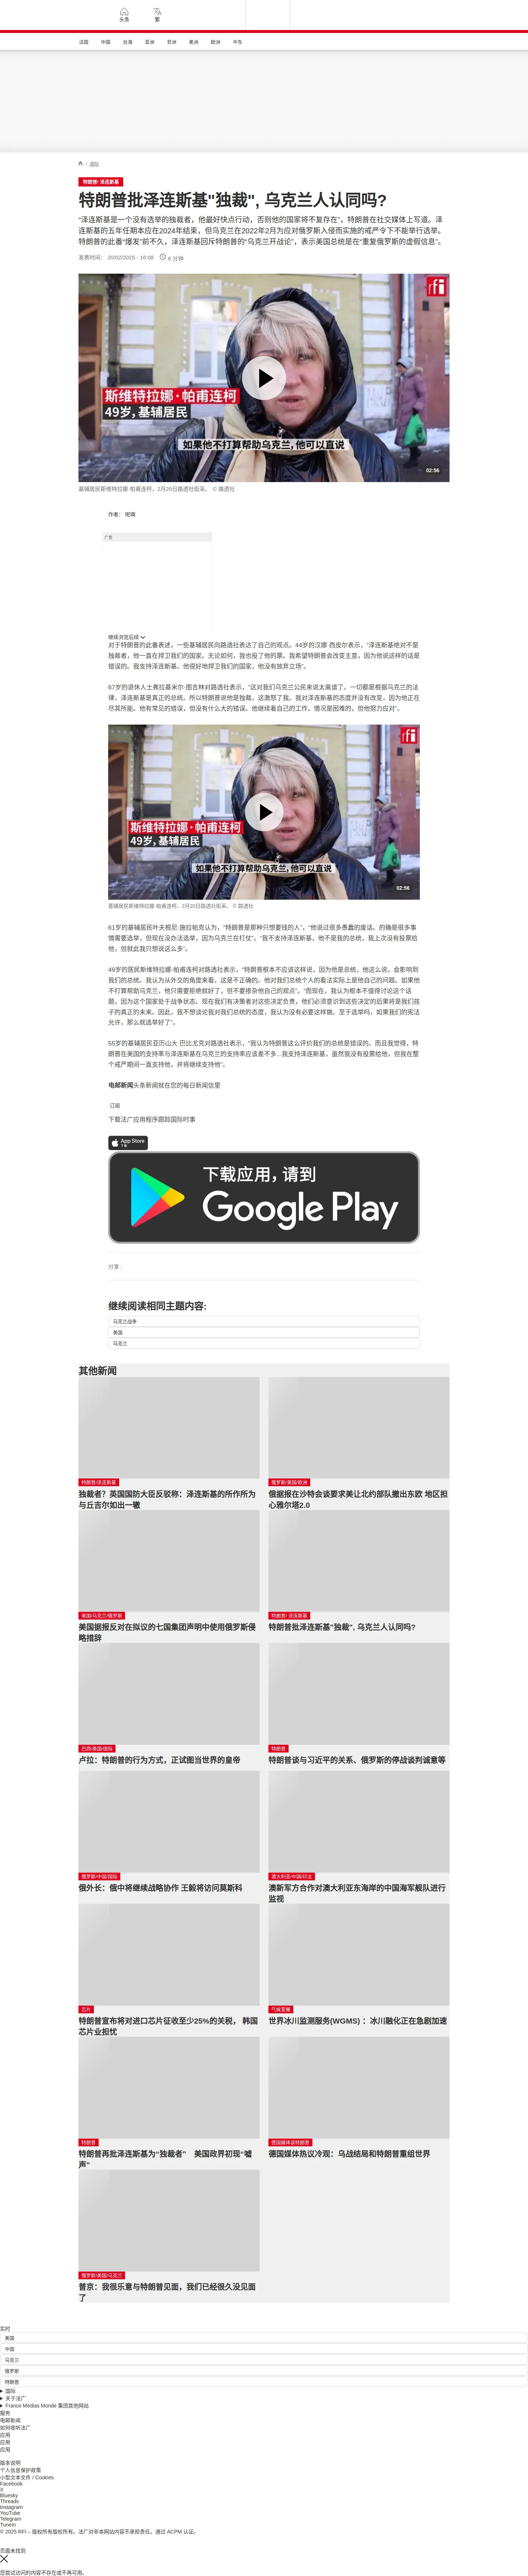 头条
繁
法国
中国
台海
亚洲
非洲
美洲
欧洲
中东
/ 国际
特朗普/ 泽连斯基
特朗普批泽连斯基"独裁", 乌克兰人认同吗?
“泽连斯基是一个没有选举的独裁者，他最好快点行动，否则他的国家将不复存在”，特朗普在社交媒体上写道。泽
连斯基的五年任期本应在2024年结束，但乌克兰在2022年2月为应对俄罗斯入侵而实施的戒严令下不能举行选举。
特朗普的此番“爆发”前不久，泽连斯基回斥特朗普的“乌克兰开战论”，表示美国总统是在“重复俄罗斯的虚假信息”。
发表时间： 20/02/2025 - 16:08
6 分钟
rfi
斯维特拉娜·帕甫连柯
49岁，基辅居民
如果他不打算帮助乌克兰，他可以直说
02:56
基辅居民斯维特拉娜·帕甫连柯，2月20日路透社街采。 © 路透社
作者： 呢喃
广告
继续浏览后续
对于特朗普的此番表述，一些基辅居民向路透社表达了自己的观点。44岁的汉娜·西皮尔表示，“泽连斯基绝对不是
独裁者，他一直在捍卫我们的国家。无论如何，我也投了他的票。我希望特朗普会改变主意，因为他说这样的话是
错误的。我支持泽连斯基。他很好地捍卫我们的国家，他没有放弃立场”。
67岁的退休人士弗拉基米尔·图吉林对路透社表示，“这对我们乌克兰公民来说太离谱了。一切都是根据乌克兰的法
律，泽连斯基是真正的总统。所以特朗普说他是独裁，这激怒了我。我对泽连斯基的态度并没有改变，因为他正在
尽其所能。他有常见的错误，但没有什么大的错误。他继续着自己的工作。情况是困难的，但他努力应对”。
rfi
斯维特拉娜·帕甫连柯
49岁，基辅居民
如果他不打算帮助乌克兰，他可以直说
02:56
基辅居民斯维特拉娜·帕甫连柯，2月20日路透社街采。 © 路透社
61岁的基辅居民叶夫根尼·施拉帕克认为，“特朗普是那种只想要钱的人”，“他说过很多愚蠢的废话。的确是很多事
情需要选举，但现在没办法选举，因为乌克兰在打仗”。“我不支持泽连斯基，他不是我的总统，我上次没有投票给
他，但就此我只想说这么多”。
49岁的居民斯维特拉娜·帕甫连柯对路透社表示，“特朗普根本不应该这样说，因为他是总统，他这么说，会影响到
我们的总统。我认为从外交的角度来看，这是不正确的。他对我们总统个人的看法实际上是他自己的问题。如果他
不打算帮助乌克兰，他只需要拒绝就好了，但不要掺杂他自己的观点”。“而现在，我认为根本不值得讨论这个话
题，因为这个国家处于战争状态。现在我们有决策者对这些决定负责，他们必须意识到这些决定的后果将是我们孩
子的真正的未来。因此，我不想谈论我对我们总统的态度，我认为没有必要这样做。至于选举吗，如果我们的宪法
允许，那么就选举好了”。
55岁的基辅居民亚历山大·巴比尤克对路透社表示，“我认为特朗普这么评价我们的总统是错误的。而且我觉得，特
朗普在美国的支持率与泽连斯基在乌克兰的支持率应该差不多...我支持泽连斯基，虽然我没有投票给他，但我在整
个戒严期间一直支持他，并将继续支持他”。
电邮新闻头条新闻就在您的每日新闻信里
订阅
下载法广应用程序跟踪国际时事
App Store
下载
下载应用，请到
Google Play
分享 :
继续阅读相同主题内容:
乌克兰战争
美国
乌克兰
其他新闻
特朗普/泽连斯基
独裁者？英国国防大臣反驳称：泽连斯基的所作所为
与丘吉尔如出一辙
俄罗斯/美国/欧洲
俄据报在沙特会谈要求美让北约部队撤出东欧 地区担
心雅尔塔2.0
美国/乌克兰/俄罗斯
美国据报反对在拟议的七国集团声明中使用俄罗斯侵
略措辞
特朗普/ 泽连斯基
特朗普批泽连斯基"独裁", 乌克兰人认同吗?
巴西/美国/国际
卢拉：特朗普的行为方式，正试图当世界的皇帝
特朗普
特朗普谈与习近平的关系、俄罗斯的停战谈判诚意等
俄罗斯/中国/国际
俄外长：俄中将继续战略协作 王毅将访问莫斯科
澳大利亚/中国/印太
澳新军方合作对澳大利亚东海岸的中国海军舰队进行
监视
芯片
特朗普宣布将对进口芯片征收至少25%的关税， 韩国
芯片业担忧
气候变暖
世界冰川监测服务(WGMS) ：冰川融化正在急剧加速
特朗普
特朗普再批泽连斯基为“独裁者” 美国政界初现“嘘
声”
德国媒体谈特朗普
德国媒体热议冷观：乌战结局和特朗普重组世界
俄罗斯/美国/乌克兰
普京：我很乐意与特朗普见面，我们已经很久没见面
了
实时
美国
中国
乌克兰
俄罗斯
特朗普
国际
关于法广
France Médias Monde 集团其他网站
服务
电邮新闻
如何收听法广
应用
应用
应用
版本说明
个人信息保护政策
小型文本文件 / Cookies
Facebook
X
Bluesky
Threads
Instagram
YouTube
Telegram
TuneIn
© 2025 RFI – 版权所有版权所有。法广对非本网站内容不承担责任。通过 ACPM 认证。
页面未找到
您尝试访问的内容不存在或不再可用。